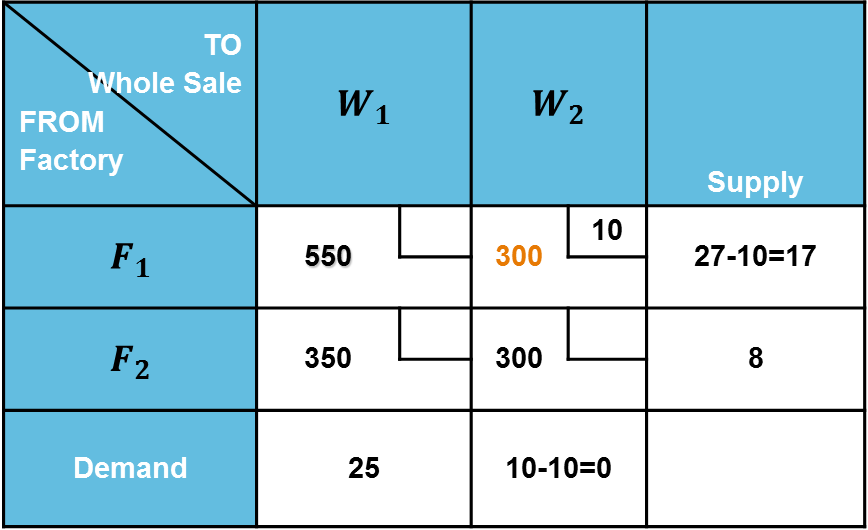 TO
Whole Sale
FROM
Factory
W₁
W₂
Supply
F₁
550
300
10
27-10=17
F₂
350
300
8
Demand
25
10-10=0